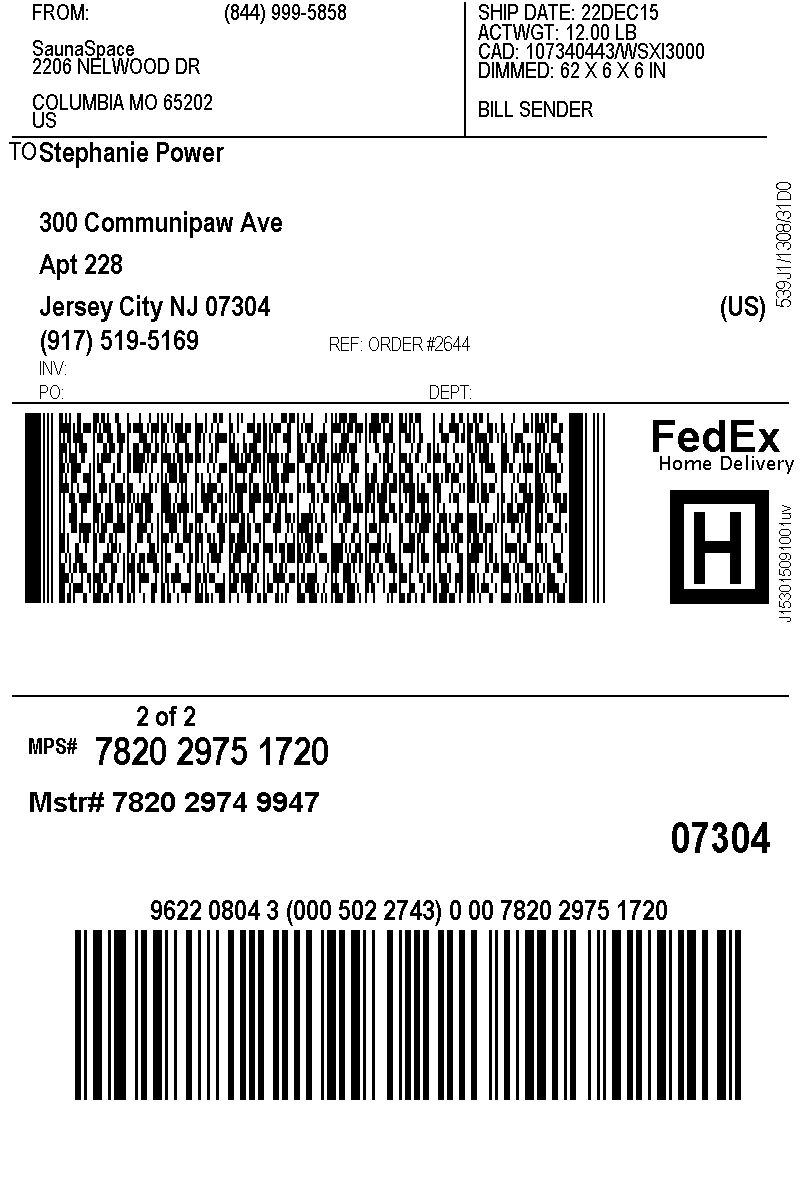 FROM: (844) 999-5858
SaunaSpace
2206 NELWOOD DR
COLUMBIA MO 65202
US
SHIP DATE: 22DEC15
ACTWGT: 12.00 LB
CAD: 107340443/WSXI3000
DIMMED: 62 X 6 X 6 IN
BILL SENDER
TO Stephanie Power
300 Communipaw Ave
Apt 228
Jersey City NJ 07304 (US)
(917) 519-5169 REF: ORDER #2644
INV:
PO: DEPT:
539J1/1308/31D0
FedEx
Home Delivery
H
J153015091001uv
2 of 2
MPS# 7820 2975 1720
Mstr# 7820 2974 9947
07304
9622 0804 3 (000 502 2743) 0 00 7820 2975 1720